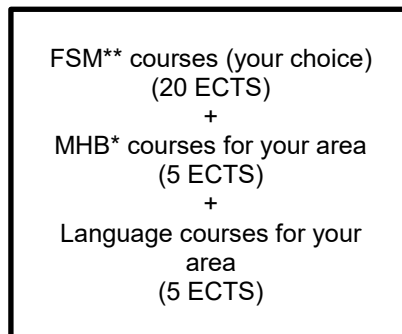 FSM** courses (your choice)
(20 ECTS)
+
MHB* courses for your area
(5 ECTS)
+
Language courses for your
area
(5 ECTS)